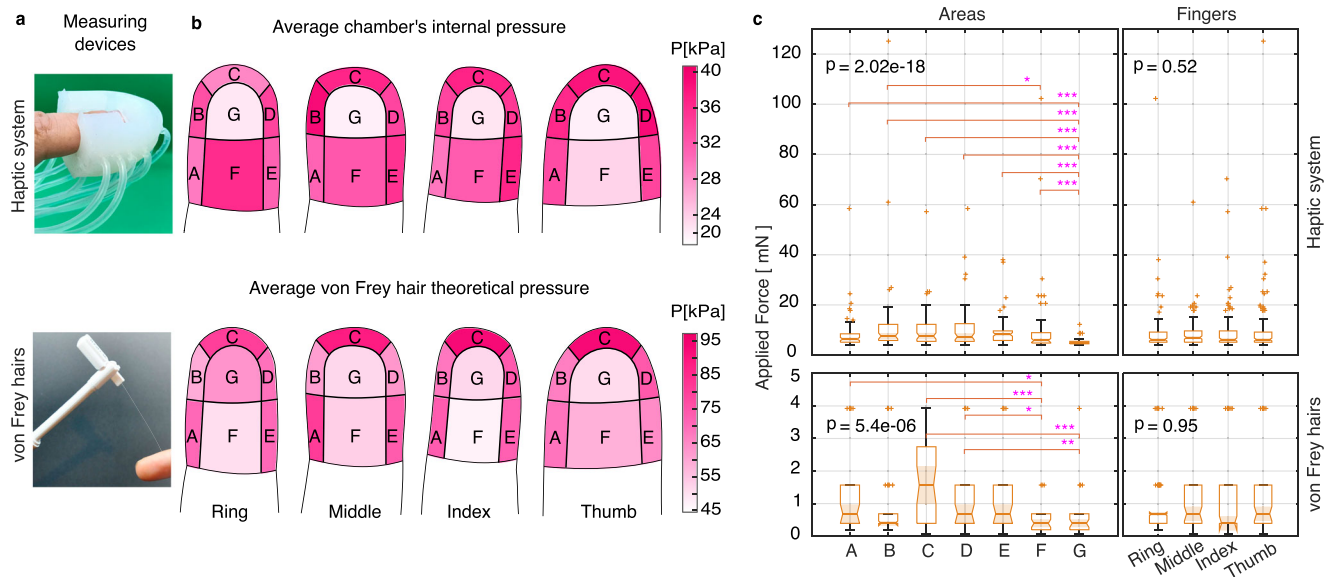 a
Measuring
devices
b
Average chamber's internal pressure
Haptic system
C
B
G
D
A
F
E
C
B
G
D
A
F
E
C
B
G
D
A
F
E
C
B
G
D
A
F
E
P[kPa]
40
36
32
28
24
20
Average von Frey hair theoretical pressure
von Frey hairs
C
B
G
D
A
F
E
C
B
G
D
A
F
E
C
B
G
D
A
F
E
C
B
G
D
A
F
E
Ring
Middle
Index
Thumb
P[kPa]
95
85
75
65
55
45
c
Areas
Fingers
Applied Force [ mN ]
120
100
80
60
40
20
0
p = 2.02e-18
*
***
***
***
***
***
***
p = 0.52
Haptic system
5
4
3
2
1
0
p = 5.4e-06
*
***
*
***
**
p = 0.95
von Frey hairs
A
B
C
D
E
F
G
Ring
Middle
Index
Thumb